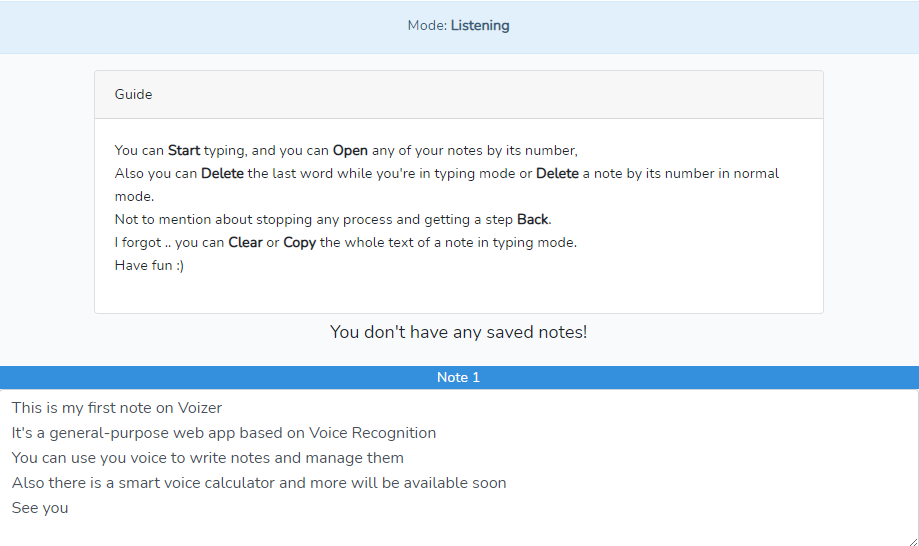 Mode: Listening
Guide
You can Start typing, and you can Open any of your notes by its number,
Also you can Delete the last word while you're in typing mode or Delete a note by its number in normal
mode.
Not to mention about stopping any process and getting a step Back.
I forgot .. you can Clear or Copy the whole text of a note in typing mode.
Have fun :)
You don't have any saved notes!
Note 1
This is my first note on Voizer
It's a general-purpose web app based on Voice Recognition
You can use you voice to write notes and manage them
Also there is a smart voice calculator and more will be available soon
See you